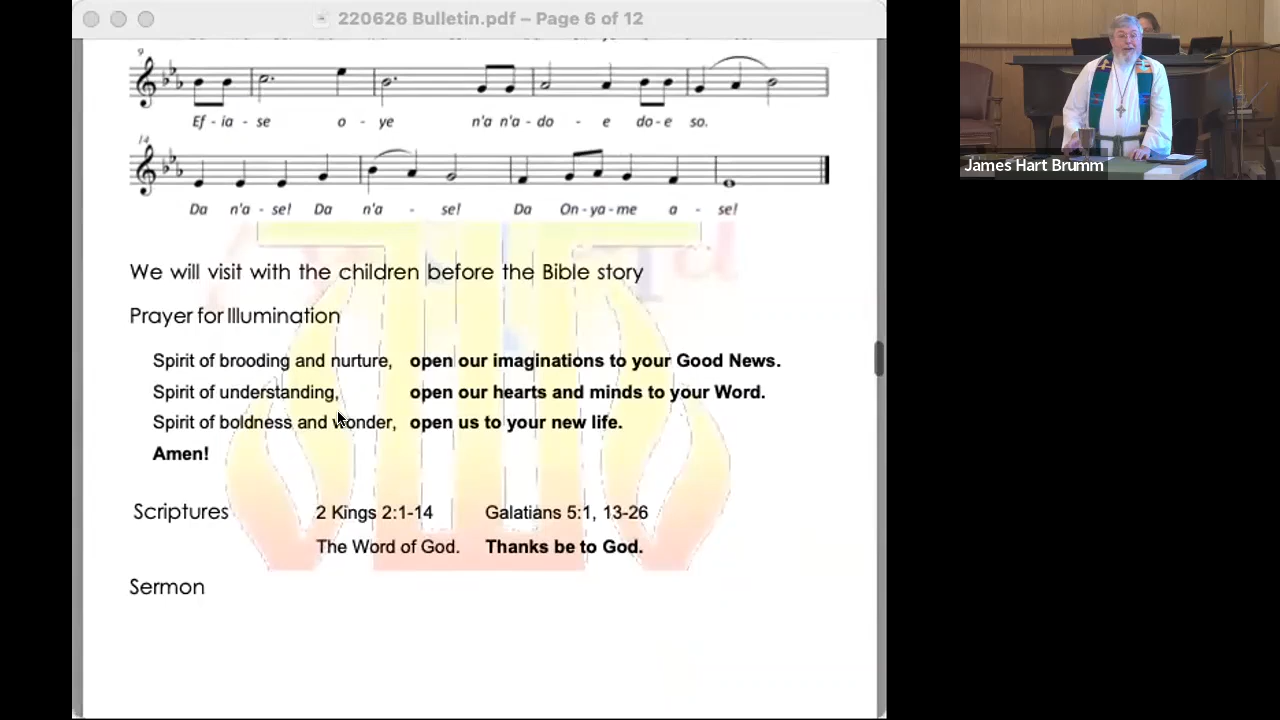 220626 Bulletin.pdf – Page 6 of 12
9
Ef - ia - se o - ye n'a n'a - do - e do - e so.
14
Da n'a - se! Da n'a - se! Da On - ya - me a - se!
We will visit with the children before the Bible story
Prayer for Illumination
Spirit of brooding and nurture, open our imaginations to your Good News.
Spirit of understanding, open our hearts and minds to your Word.
Spirit of boldness and wonder, open us to your new life.
Amen!
Scriptures 2 Kings 2:1-14 Galatians 5:1, 13-26
The Word of God. Thanks be to God.
Sermon
James Hart Brumm